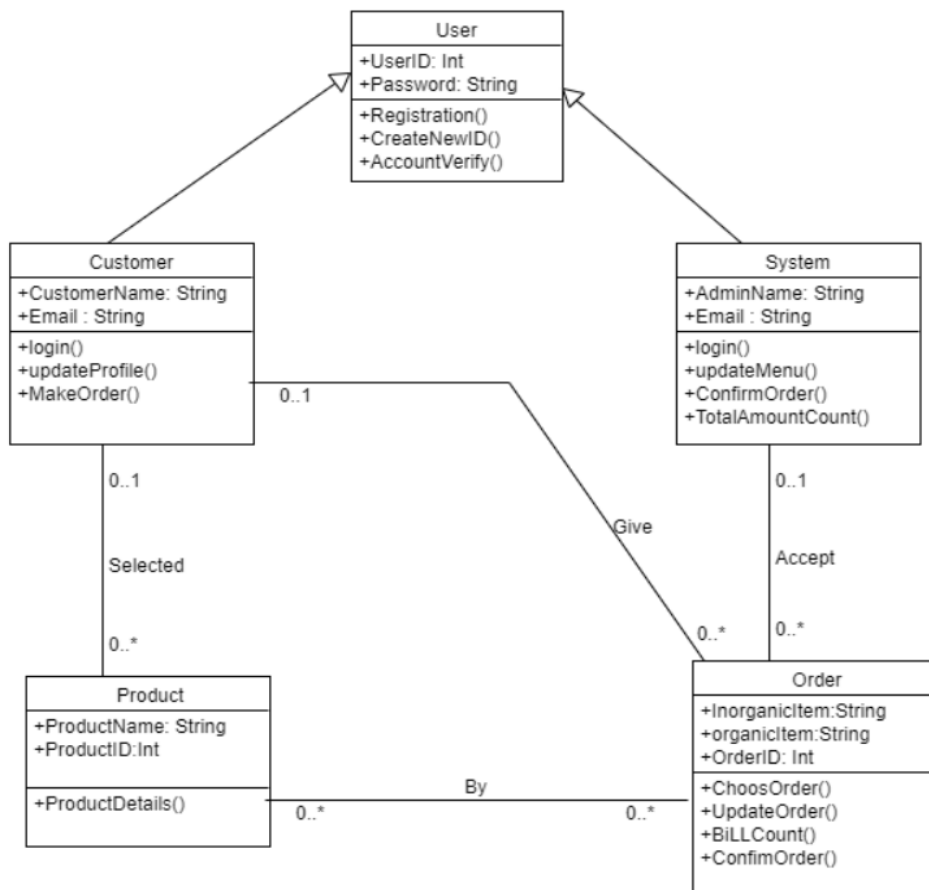 User
+UserID: Int
+Password: String
+Registration()
+CreateNewID()
+AccountVerify()
Customer
+CustomerName: String
+Email : String
+login()
+updateProfile()
+MakeOrder()
System
+AdminName: String
+Email : String
+login()
+updateMenu()
+ConfirmOrder()
+TotalAmountCount()
0..1
0..1
0..1
Give
Selected
Accept
0..*
0..*
0..*
Product
+ProductName: String
+ProductID:Int
+ProductDetails()
By
0..*
0..*
Order
+InorganicItem:String
+organicItem:String
+OrderID: Int
+ChoosOrder()
+UpdateOrder()
+BiLLCount()
+ConfimOrder()